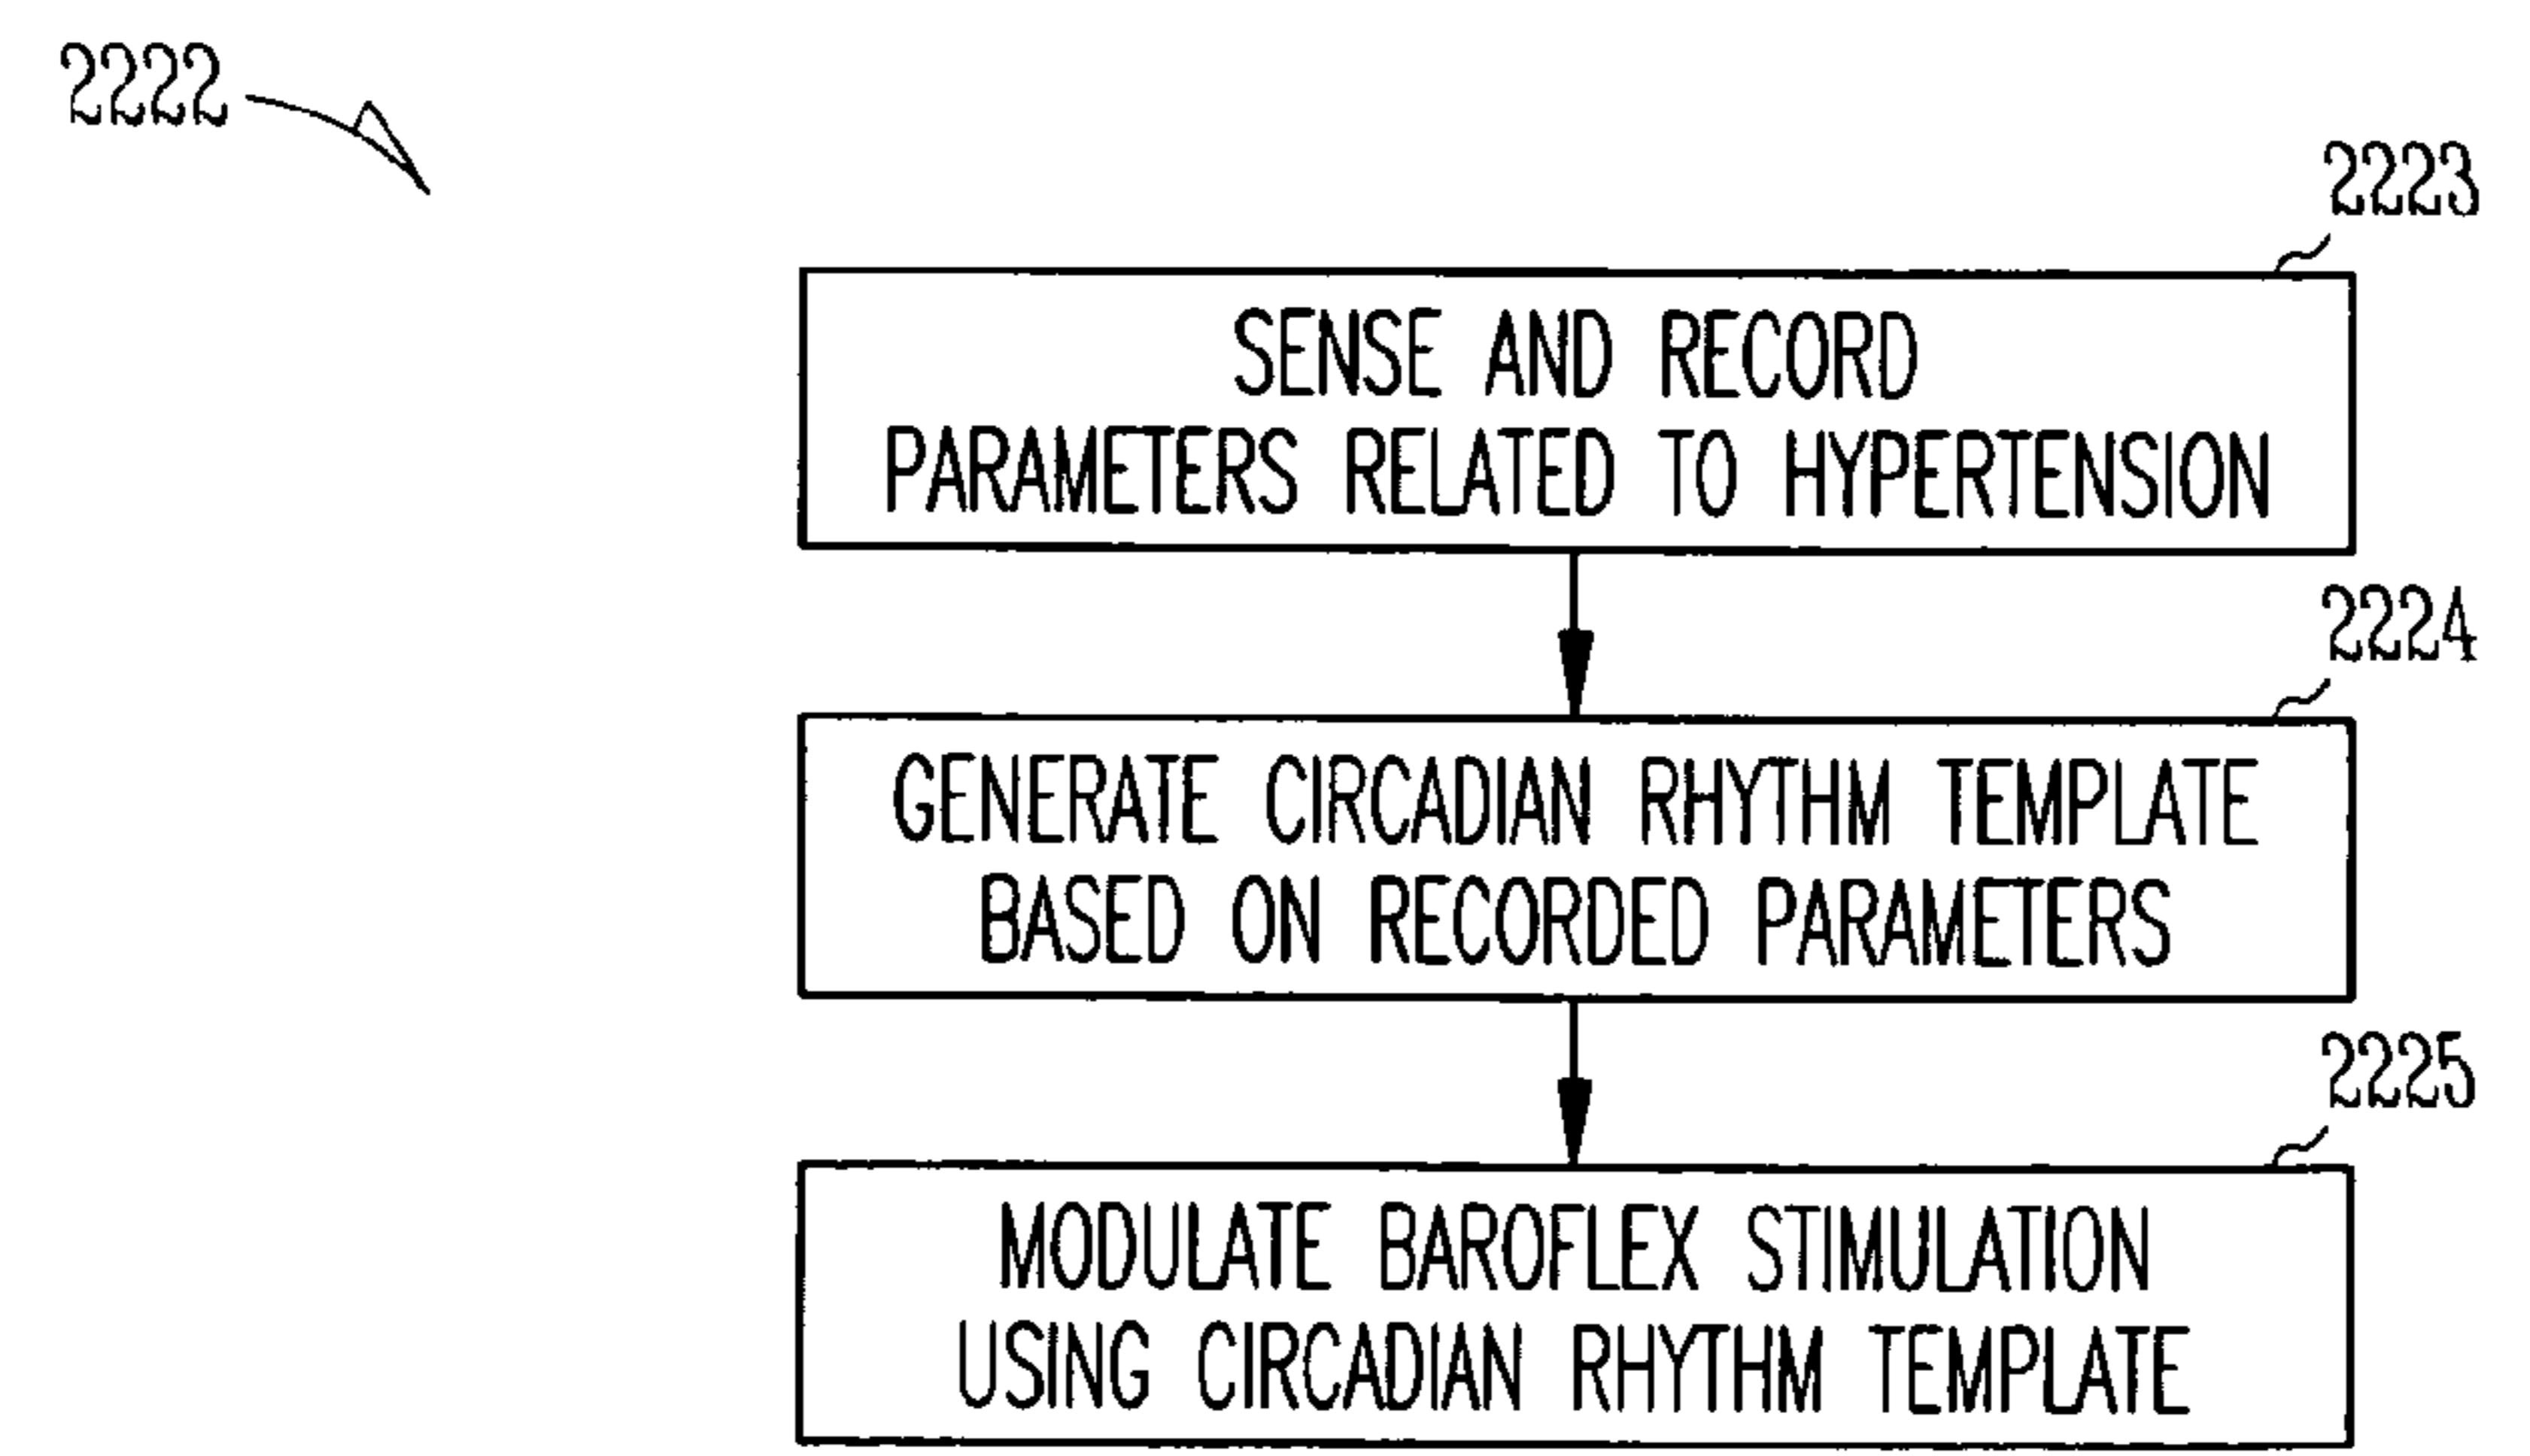 2222
2223
SENSE AND RECORD
PARAMETERS RELATED TO HYPERTENSION
2224
GENERATE CIRCADIAN RHYTHM TEMPLATE
BASED ON RECORDED PARAMETERS
2225
MODULATE BAROFLEX STIMULATION
USING CIRCADIAN RHYTHM TEMPLATE